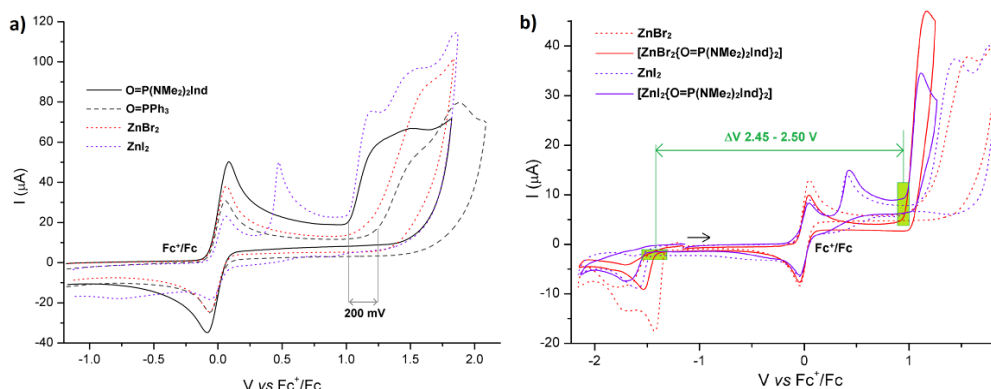 a)
120
100
80
60
40
20
0
-20
-40
I (μA)
O=P(NMe₂)₂Ind
O=PPh₃
ZnBr₂
ZnI₂
Fc⁺/Fc
200 mV
-1.0 -0.5 0.0 0.5 1.0 1.5 2.0
V vs Fc⁺/Fc
b)
40
30
20
10
0
-10
-20
I (μA)
ZnBr₂
[ZnBr₂{O=P(NMe₂)₂Ind}₂]
ZnI₂
[ZnI₂{O=P(NMe₂)₂Ind}₂]
ΔV 2.45 - 2.50 V
Fc⁺/Fc
-2 -1 0 1
V vs Fc⁺/Fc